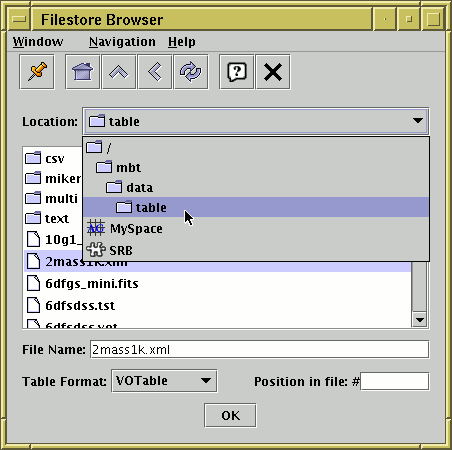 Filestore Browser
Window Navigation Help
Location: table
/
mbt
data
table
MySpace
SRB
csv
miker
multi
text
10g1_
2mass1k.xml
6dfgs_mini.fits
6dfsdss.tst
6dfsdss.vot
File Name: 2mass1k.xml
Table Format: VOTable Position in file: #
OK